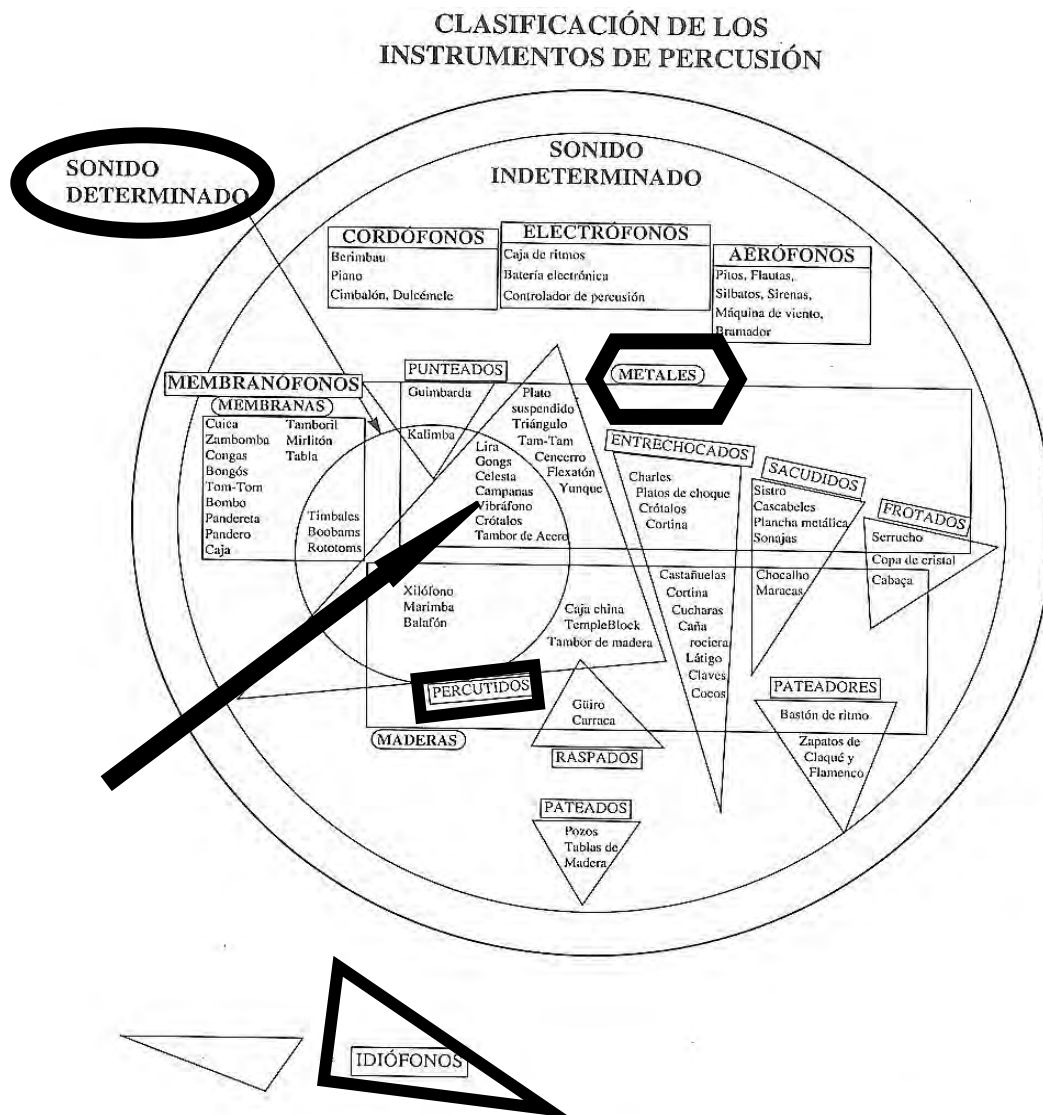 CLASIFICACIÓN DE LOS
INSTRUMENTOS DE PERCUSIÓN
SONIDO
DETERMINADO
SONIDO
INDETERMINADO
CORDÓFONOS
Berimbau
Piano
Cimbalón, Dulcémele
ELECTRÓFONOS
Caja de ritmos
Batería electrónica
Controlador de percusión
AERÓFONOS
Pitos, Flautas,
Silbatos, Sirenas,
Máquina de viento,
Bramador
MEMBRANÓFONOS
MEMBRANAS
Cuica
Zambomba
Congas
Bongós
Tom-Tom
Bombo
Pandereta
Pandero
Caja
Tamboril
Mirlitón
Tabla
Timbales
Boobams
Rototoms
PUNTEADOS
Guimbarda
Kalimba
METALES
Plato
suspendido
Triángulo
Tam-Tam
Cencerro
Flexatón
Yunque
Lira
Gongs
Celesta
Campanas
Vibráfono
Crótalos
Tambor de Acero
ENTRECHOCADOS
Charles
Platos de choque
Crótalos
Cortina
SACUDIDOS
Sistro
Cascabeles
Plancha metálica
Sonajas
FROTADOS
Serrucho
Copa de cristal
Cabaça
Xilófono
Marimba
Balafón
Caja china
TempleBlock
Tambor de madera
Castañuelas
Cortina
Cucharas
Caña
rociera
Látigo
Claves
Cocos
Chocalho
Maracas
PERCUTIDOS
MADERAS
Güiro
Carraca
RASPADOS
PATEADORES
Bastón de ritmo
Zapatos de
Claqué y
Flamenco
PATEADOS
Pozos
Tablas de
Madera
IDIÓFONOS